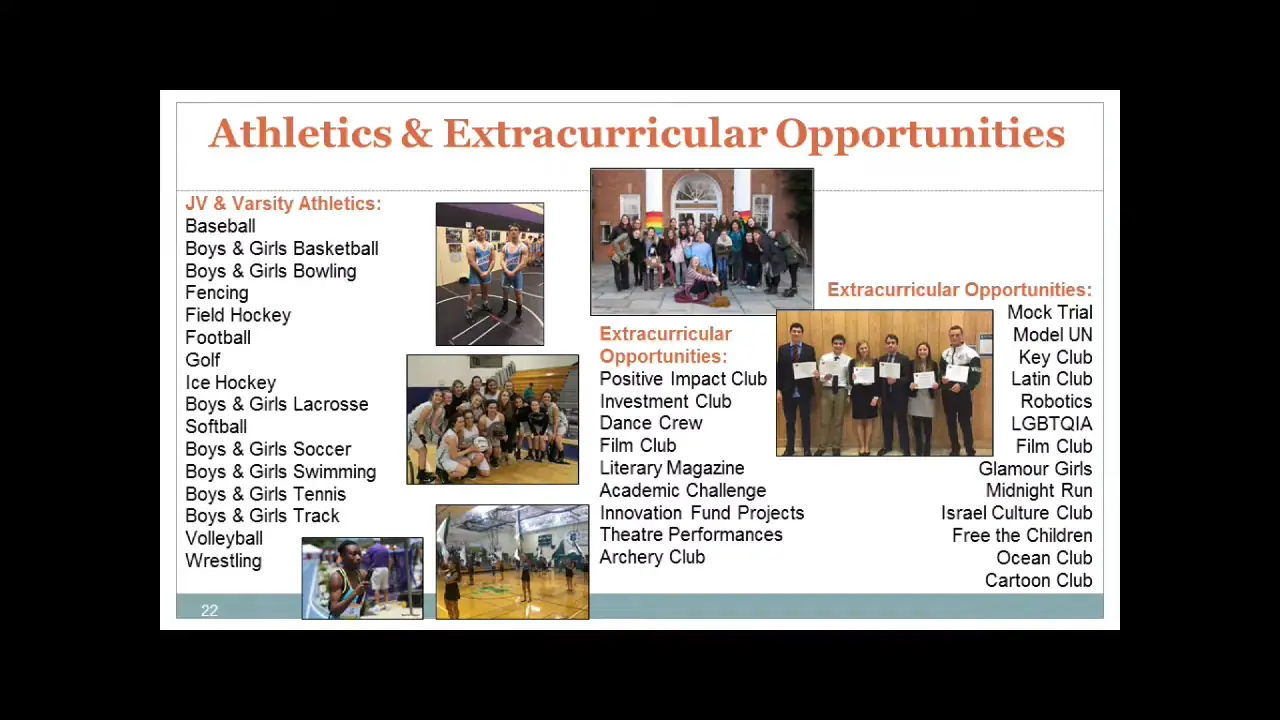 Athletics & Extracurricular Opportunities
JV & Varsity Athletics:
Baseball
Boys & Girls Basketball
Boys & Girls Bowling
Fencing
Field Hockey
Football
Golf
Ice Hockey
Boys & Girls Lacrosse
Softball
Boys & Girls Soccer
Boys & Girls Swimming
Boys & Girls Tennis
Boys & Girls Track
Volleyball
Wrestling
Extracurricular
Opportunities:
Positive Impact Club
Investment Club
Dance Crew
Film Club
Literary Magazine
Academic Challenge
Innovation Fund Projects
Theatre Performances
Archery Club
Extracurricular Opportunities:
Mock Trial
Model UN
Key Club
Latin Club
Robotics
LGBTQIA
Film Club
Glamour Girls
Midnight Run
Israel Culture Club
Free the Children
Ocean Club
Cartoon Club
22